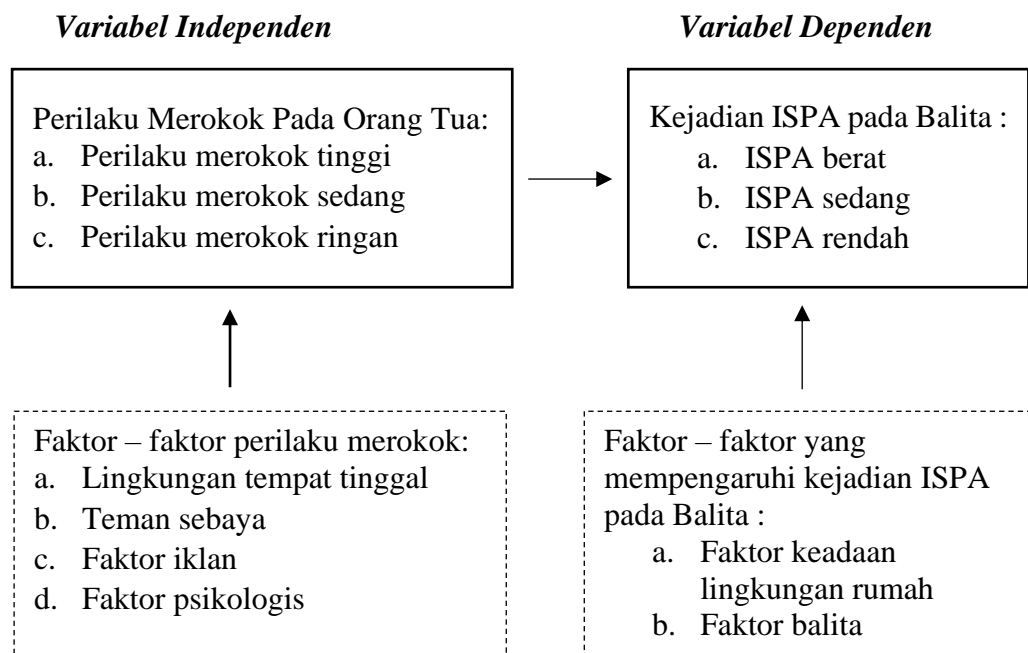 Variabel Independen
Variabel Dependen
Perilaku Merokok Pada Orang Tua:
a. Perilaku merokok tinggi
b. Perilaku merokok sedang
c. Perilaku merokok ringan
Kejadian ISPA pada Balita :
a. ISPA berat
b. ISPA sedang
c. ISPA rendah
Faktor – faktor perilaku merokok:
a. Lingkungan tempat tinggal
b. Teman sebaya
c. Faktor iklan
d. Faktor psikologis
Faktor – faktor yang
mempengaruhi kejadian ISPA
pada Balita :
a. Faktor keadaan
lingkungan rumah
b. Faktor balita